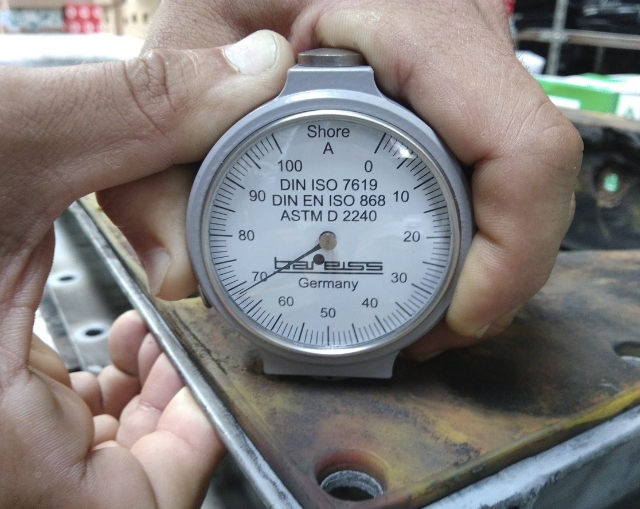 Shore
A
100 0
DIN ISO 7619
90 DIN EN ISO 868 10
ASTM D 2240
80 20
bareiss
70 30
Germany
60 40
50